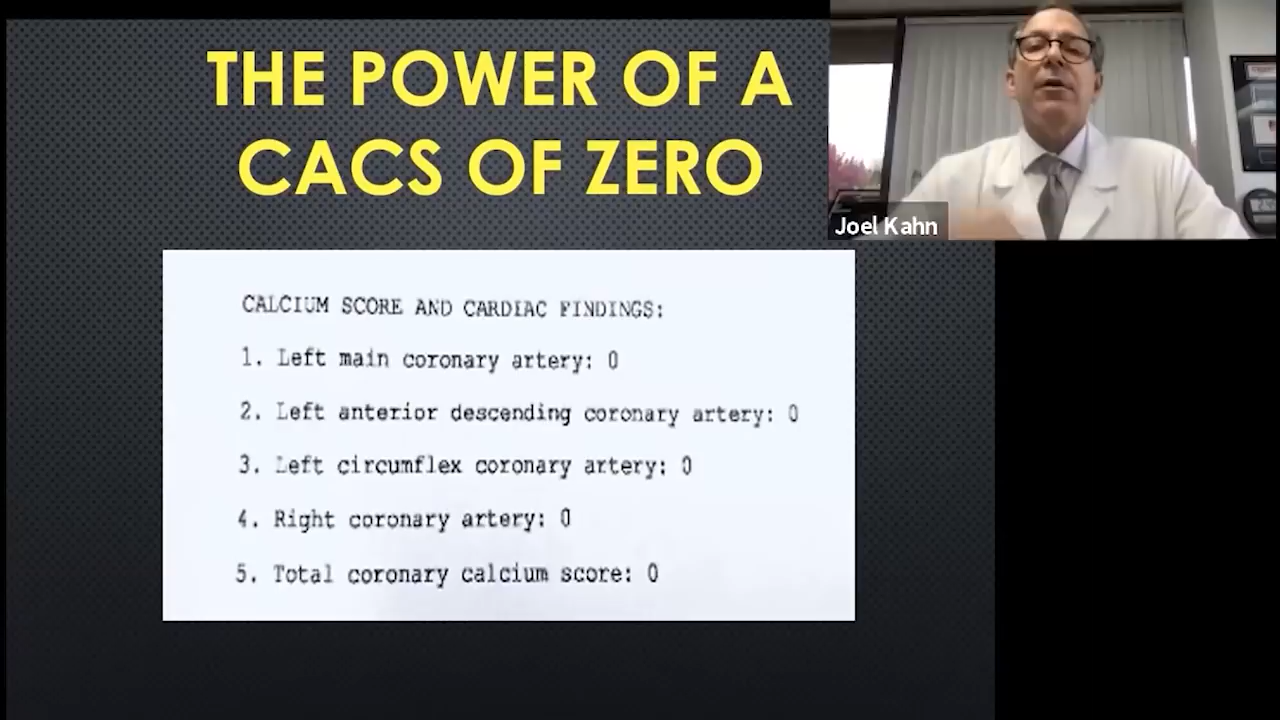 THE POWER OF A
CACS OF ZERO
Joel Kahn
CALCIUM SCORE AND CARDIAC FINDINGS:
1. Left main coronary artery: 0
2. Left anterior descending coronary artery: 0
3. Left circumflex coronary artery: 0
4. Right coronary artery: 0
5. Total coronary calcium score: 0